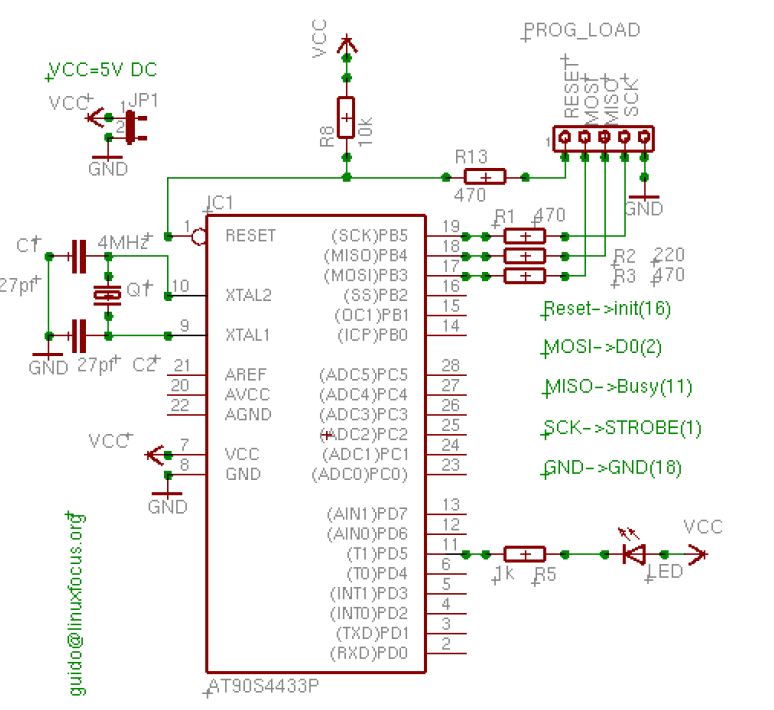 PROG_LOAD
VCC
VCC=5V DC
RESET
MOSI
MISO
SCK
VCC
1
JP1
2
GND
R8
10k
1
R13
470
GND
IC1
1
RESET
(SCK)PB5
19
R1
470
C1
4MHz
(MISO)PB4
18
R2
220
27pf
Q1
10
XTAL2
(MOSI)PB3
17
R3
470
(SS)PB2
16
(OC1)PB1
15
Reset->init(16)
9
XTAL1
(ICP)PB0
14
GND
27pf
C2
MOSI->D0(2)
21
AREF
(ADC5)PC5
28
20
AVCC
(ADC4)PC4
27
MISO->Busy(11)
22
AGND
(ADC3)PC3
26
(ADC2)PC2
25
SCK->STROBE(1)
VCC
7
VCC
(ADC1)PC1
24
8
GND
(ADC0)PC0)
23
GND->GND(18)
GND
(AIN1)PD7
13
(AIN0)PD6
12
(T1)PD5
11
VCC
(T0)PD4
6
1k
R5
LED
(INT1)PD3
5
(INT0)PD2
4
(TXD)PD1
3
(RXD)PD0
2
guido@linuxfocus.org
AT90S4433P